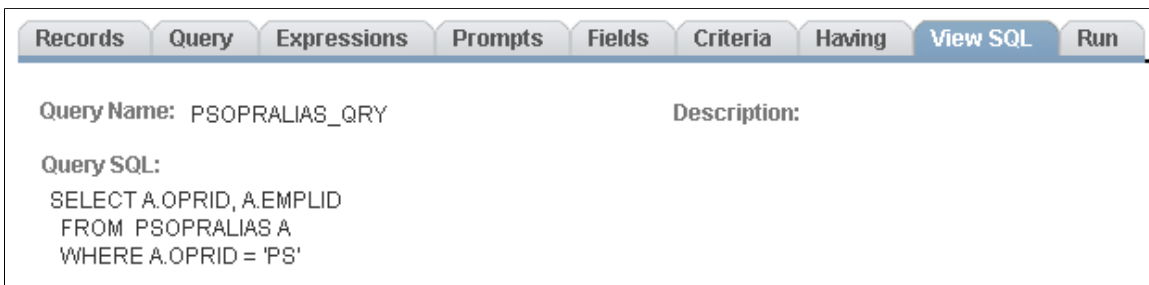 Records Query Expressions Prompts Fields Criteria Having View SQL Run
Query Name: PSOPRALIAS_QRY Description:
Query SQL:
SELECT A.OPRID, A.EMPLID
FROM PSOPRALIAS A
WHERE A.OPRID = 'PS'